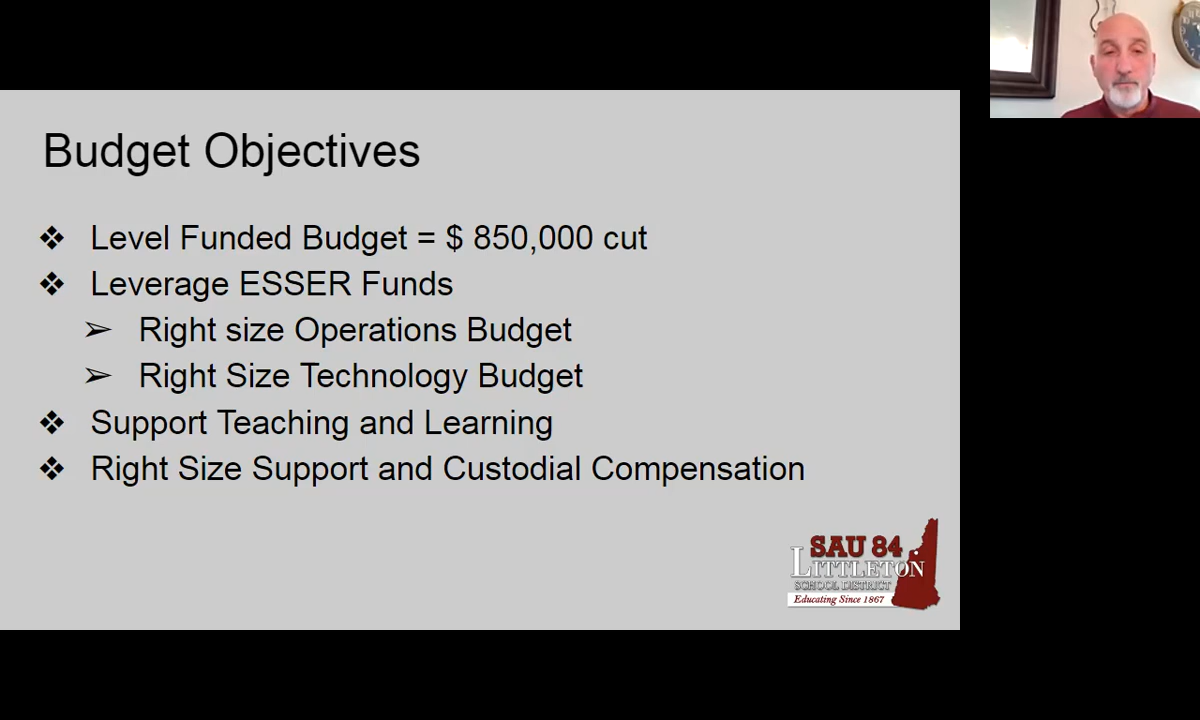 Budget Objectives
❖ Level Funded Budget = $ 850,000 cut
❖ Leverage ESSER Funds
➢ Right size Operations Budget
➢ Right Size Technology Budget
❖ Support Teaching and Learning
❖ Right Size Support and Custodial Compensation
SAU 84
LITTLETON
SCHOOL DISTRICT
Educating Since 1867